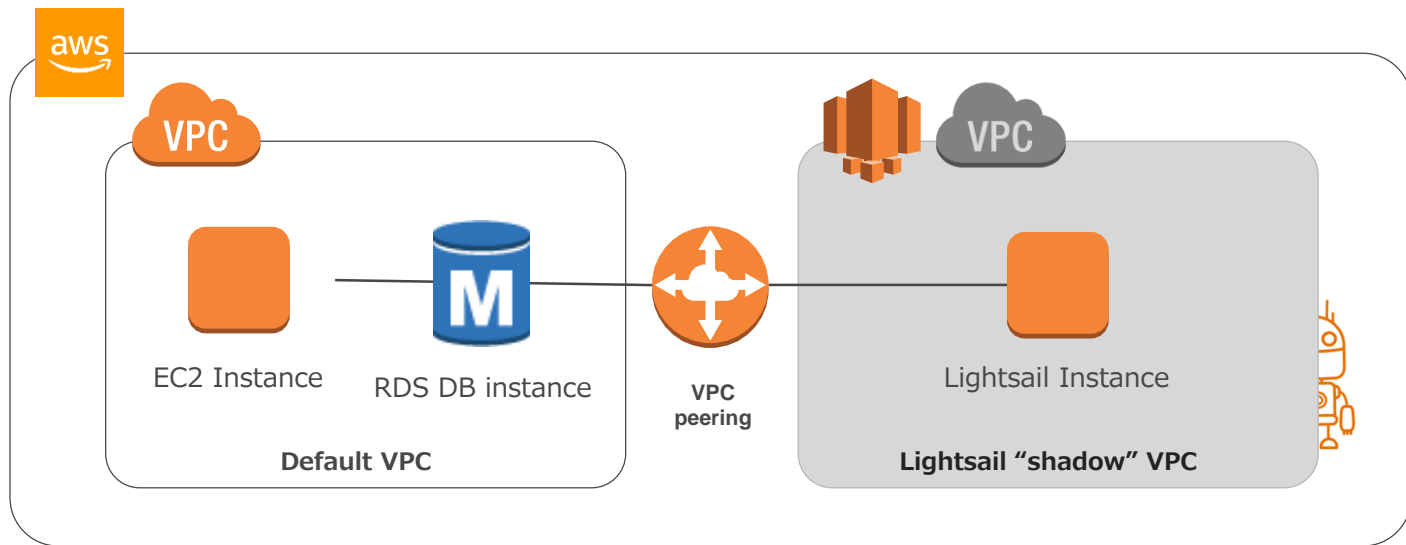 aws
VPC
VPC
M
EC2 Instance
RDS DB instance
VPC
peering
Lightsail Instance
Default VPC
Lightsail “shadow” VPC